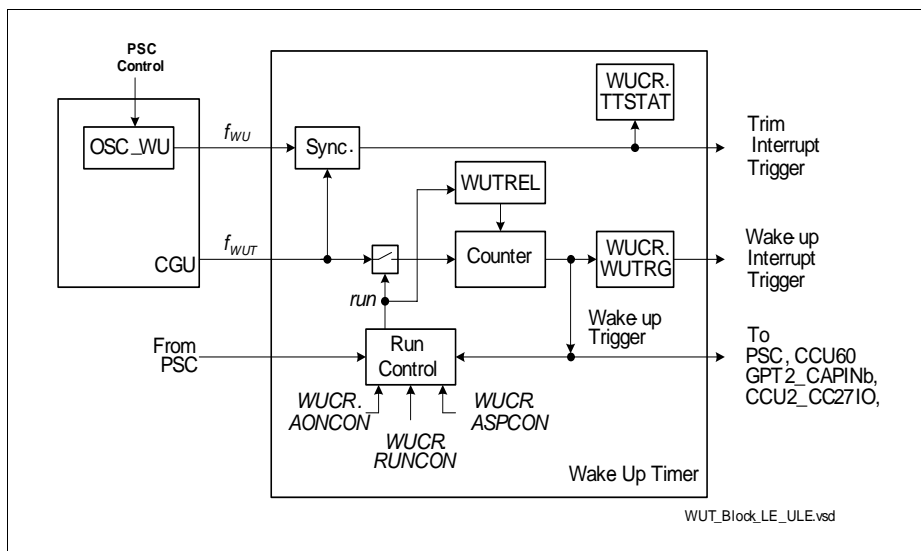 PSC
Control
OSC_WU
fWU
Sync.
WUCR.
TTSTAT
Trim
Interrupt
Trigger
WUTREL
fWUT
CGU
Counter
WUCR.
WUTRG
Wake-up
Interrupt
Trigger
run
Wake-up
Trigger
From
PSC
Run
Control
To
PSC, CCU60
GPT2_CAPINb,
CCU2_CC27IO,
WUCR.
AONCON
WUCR.
RUNCON
WUCR.
ASPCON
Wake Up Timer
WUT_Block_LE_ULE.vsd